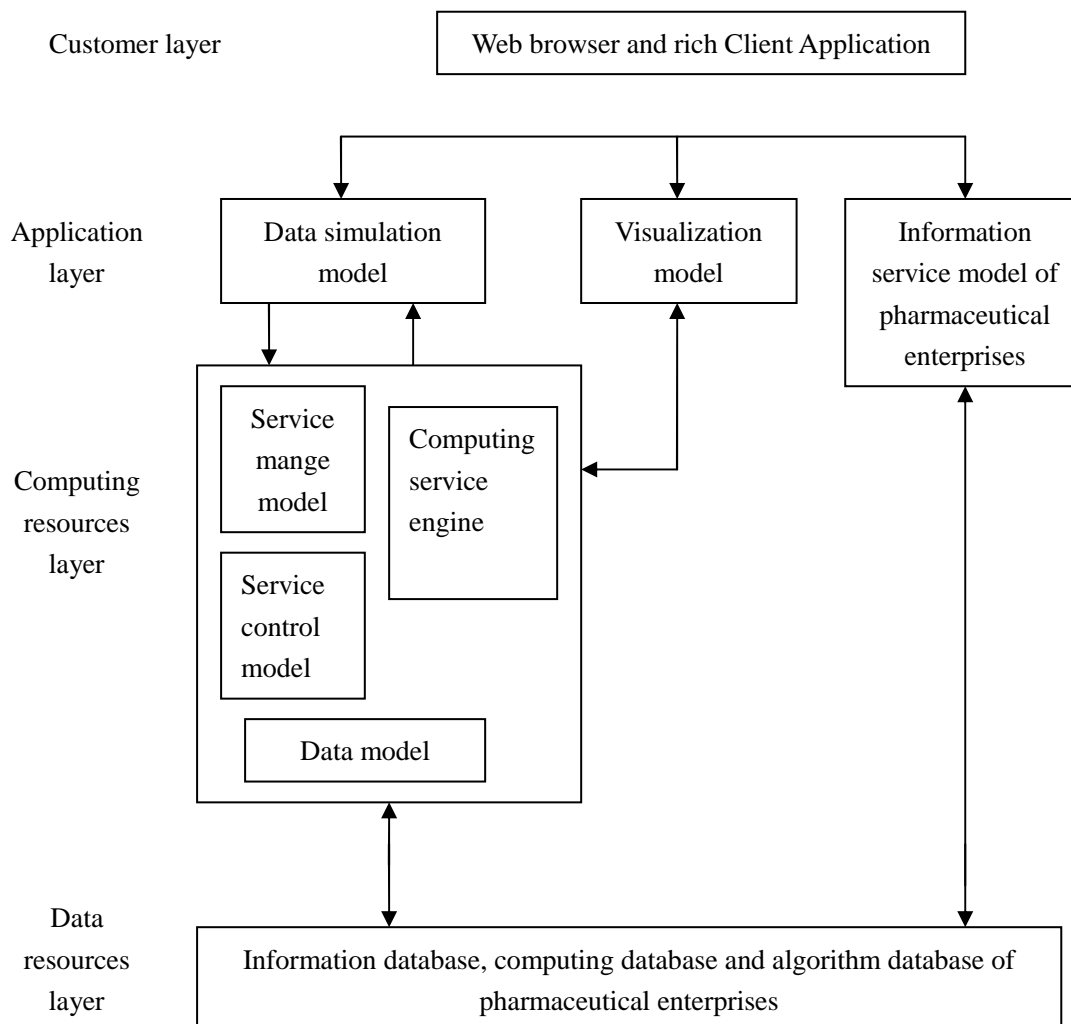 Customer layer
Web browser and rich Client Application
Application
layer
Data simulation
model
Visualization
model
Information
service model of
pharmaceutical
enterprises
Computing
resources
layer
Service
mange
model
Computing
service
engine
Service
control
model
Data model
Data
resources
layer
Information database, computing database and algorithm database of
pharmaceutical enterprises